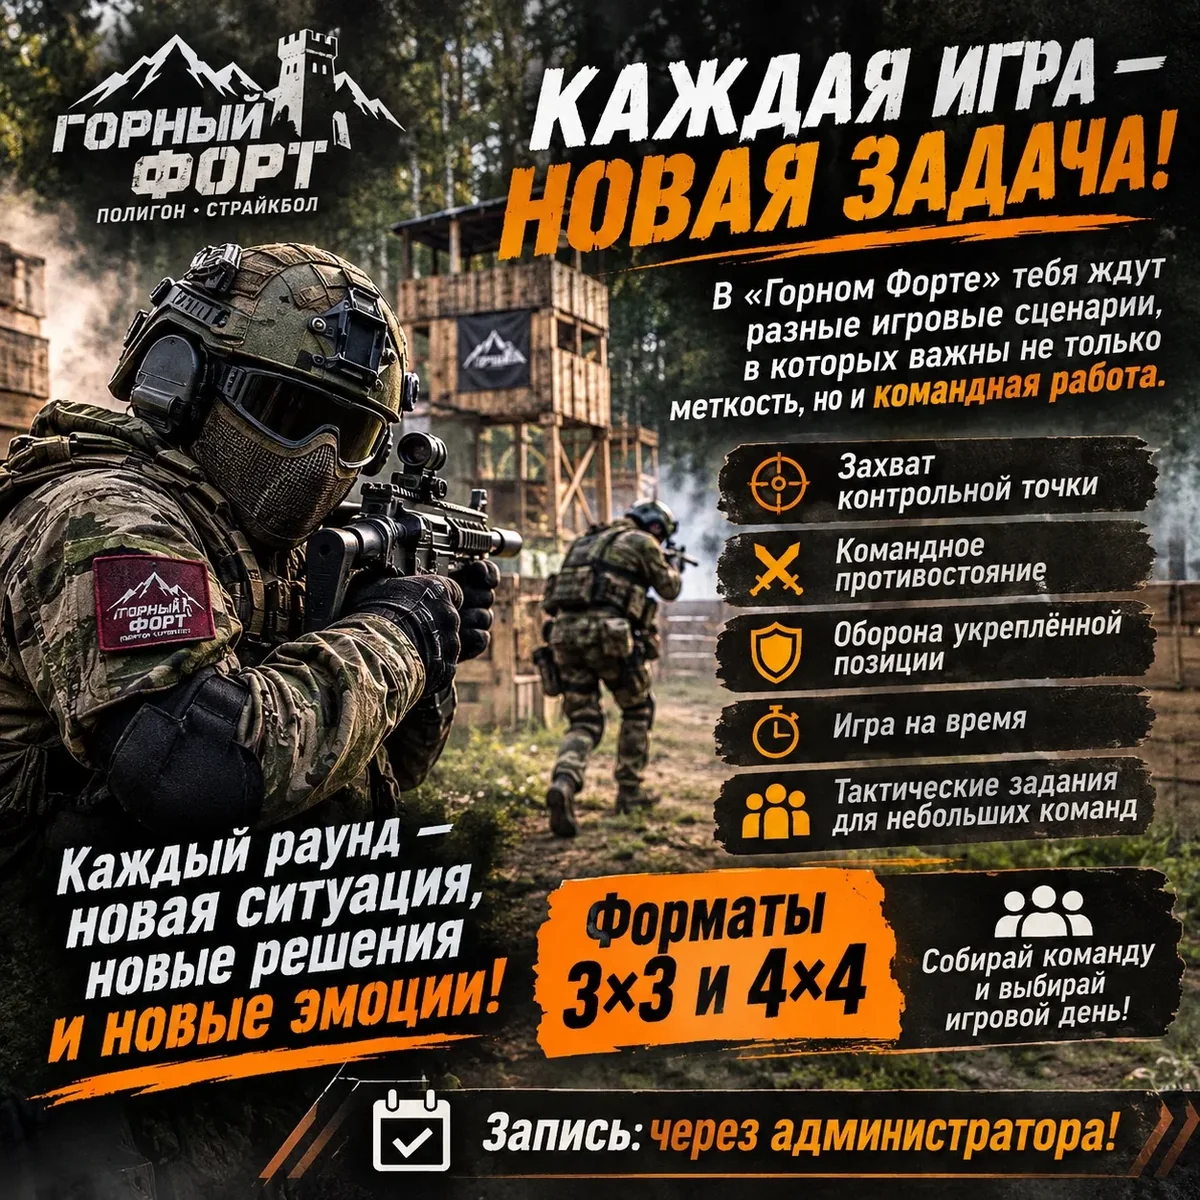 ГОРНЫЙ
ФОРТ
ПОЛИГОН • СТРАЙКБОЛ
КАЖДАЯ ИГРА –
НОВАЯ ЗАДАЧА!
В «Горном Форте» тебя ждут
разные игровые сценарии,
в которых важны не только
меткость, но и командная работа.
Захват
контрольной точки
Командное
противостояние
Оборона укреплённой
позиции
Игра на время
Тактические задания
для небольших команд
ГОРНЫЙ
ФОРТ
Каждый раунд –
новая ситуация,
новые решения
и новые эмоции!
Форматы
3×3 и 4×4
Собирай команду
и выбирай
игровой день!
Запись: через администратора!